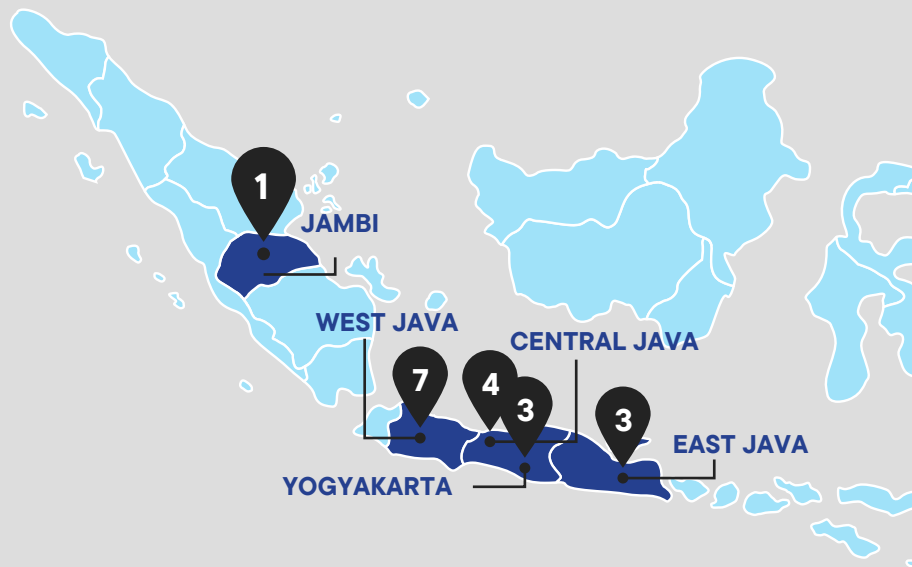 1
JAMBI
WEST JAVA
CENTRAL JAVA
7
4
3
3
EAST JAVA
YOGYAKARTA